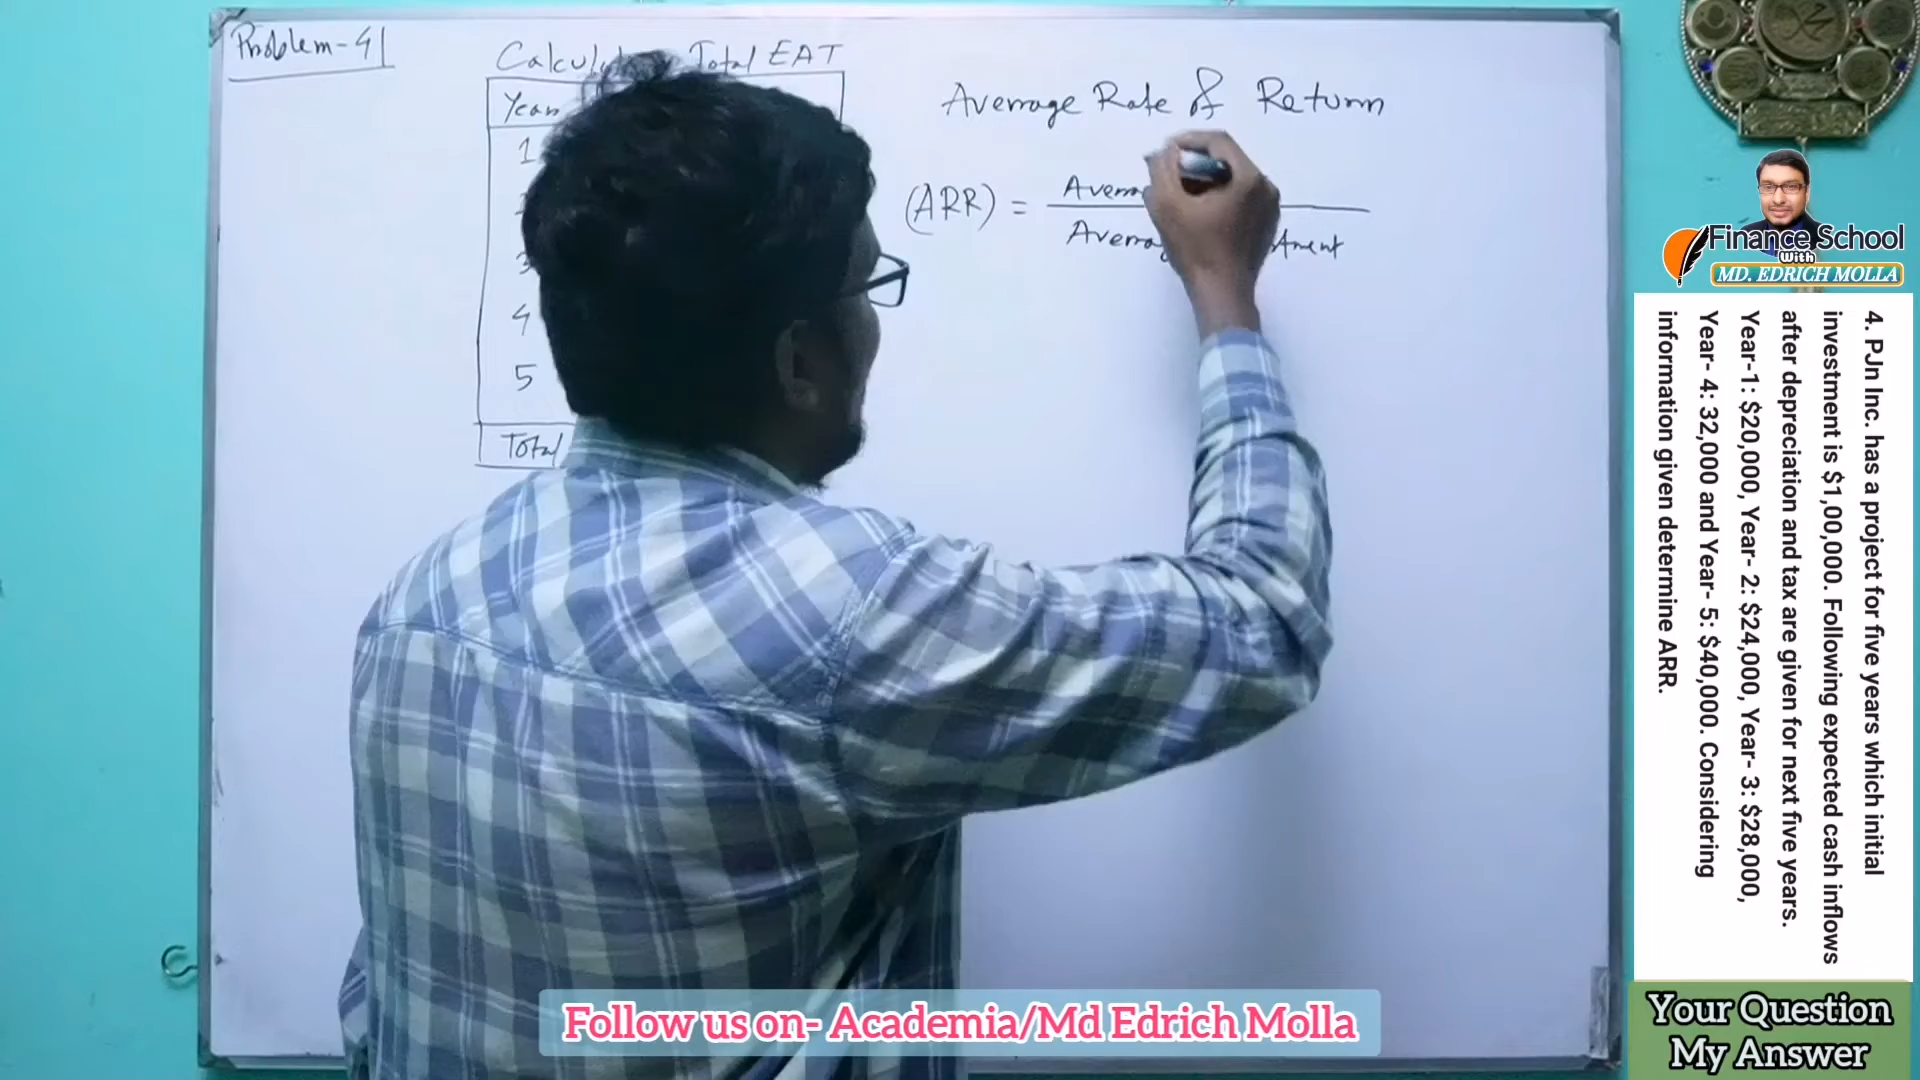 Problem-4
Total EAT
Years
1
3
4
5
Total
Average Rate of Return
(ARR) =
Finance School
With
MD. EDRICH MOLLA
4. PJn Inc. has a project for five years which initial
investment is $1,00,000. Following expected cash inflows
after depreciation and tax are given for next five years.
Year-1: $20,000, Year- 2: $24,000, Year- 3: $28,000,
Year- 4: 32,000 and Year- 5: $40,000. Considering
information given determine ARR.
Follow us on- Academia/Md Edrich Molla
Your Question
My Answer